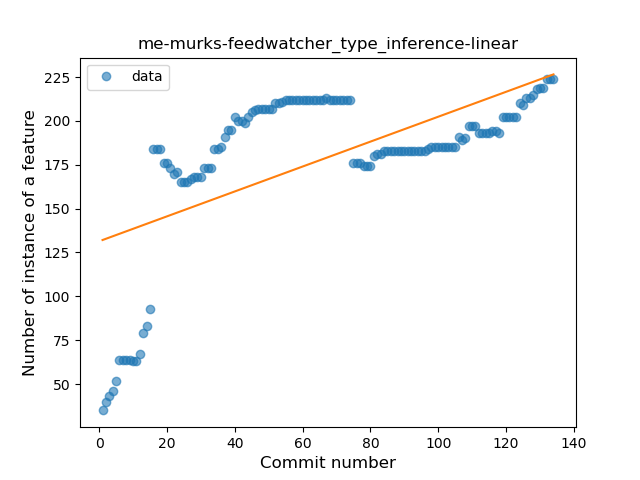 me-murks-feedwatcher_type_inference-linear
data
Number of instance of a feature
225
200
175
150
125
100
75
50
0 20 40 60 80 100 120 140
Commit number